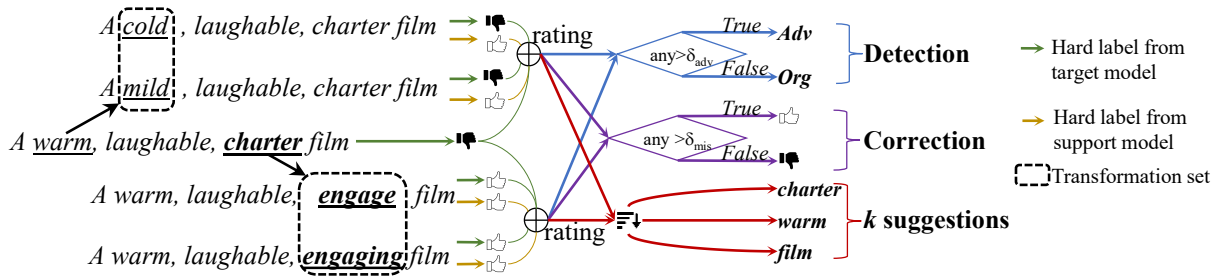 A cold , laughable, charter film
A mild , laughable, charter film
A warm, laughable, charter film
A warm, laughable, engage film
A warm, laughable, engaging film
rating
rating
any>δadv
True
False
Adv
Org
Detection
any >δmis
True
False
Correction
charter
warm
film
k suggestions
Hard label from
target model
Hard label from
support model
Transformation set